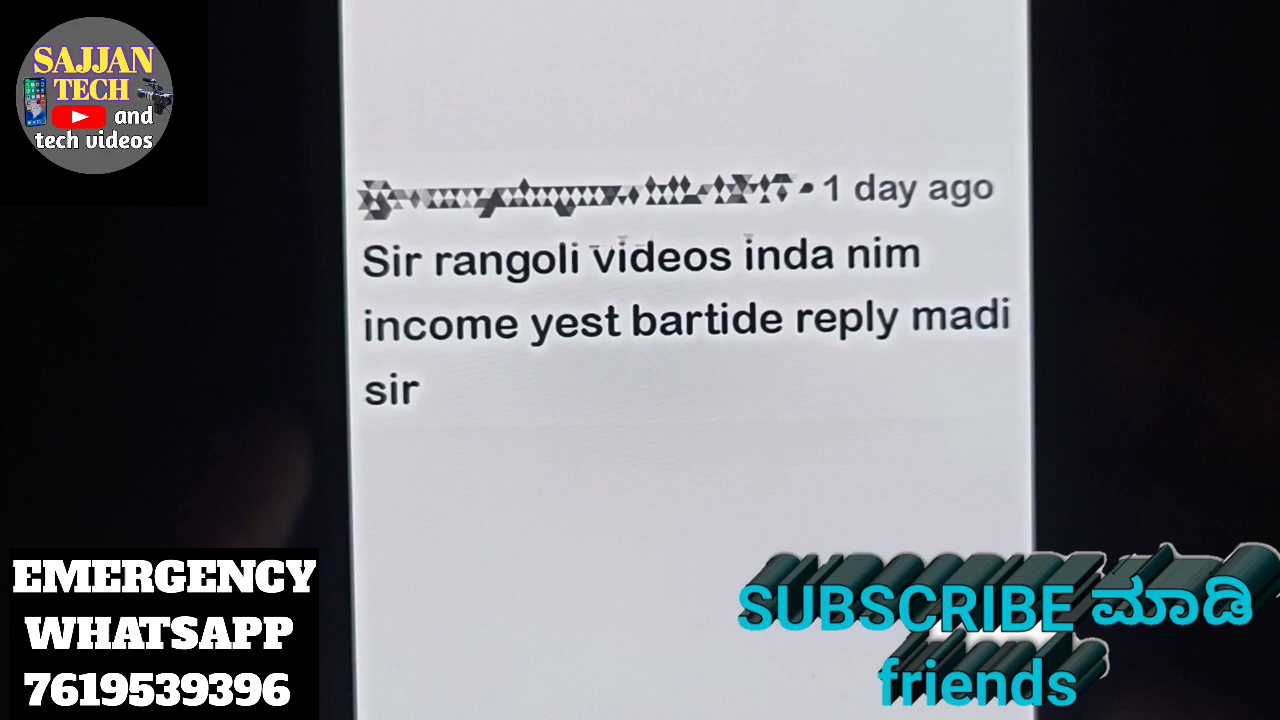 SAJJAN
TECH
and
tech videos
• 1 day ago
Sir rangoli videos inda nim
income yest bartide reply madi
sir
EMERGENCY
WHATSAPP
7619539396
SUBSCRIBE ಮಾಡಿ
friends